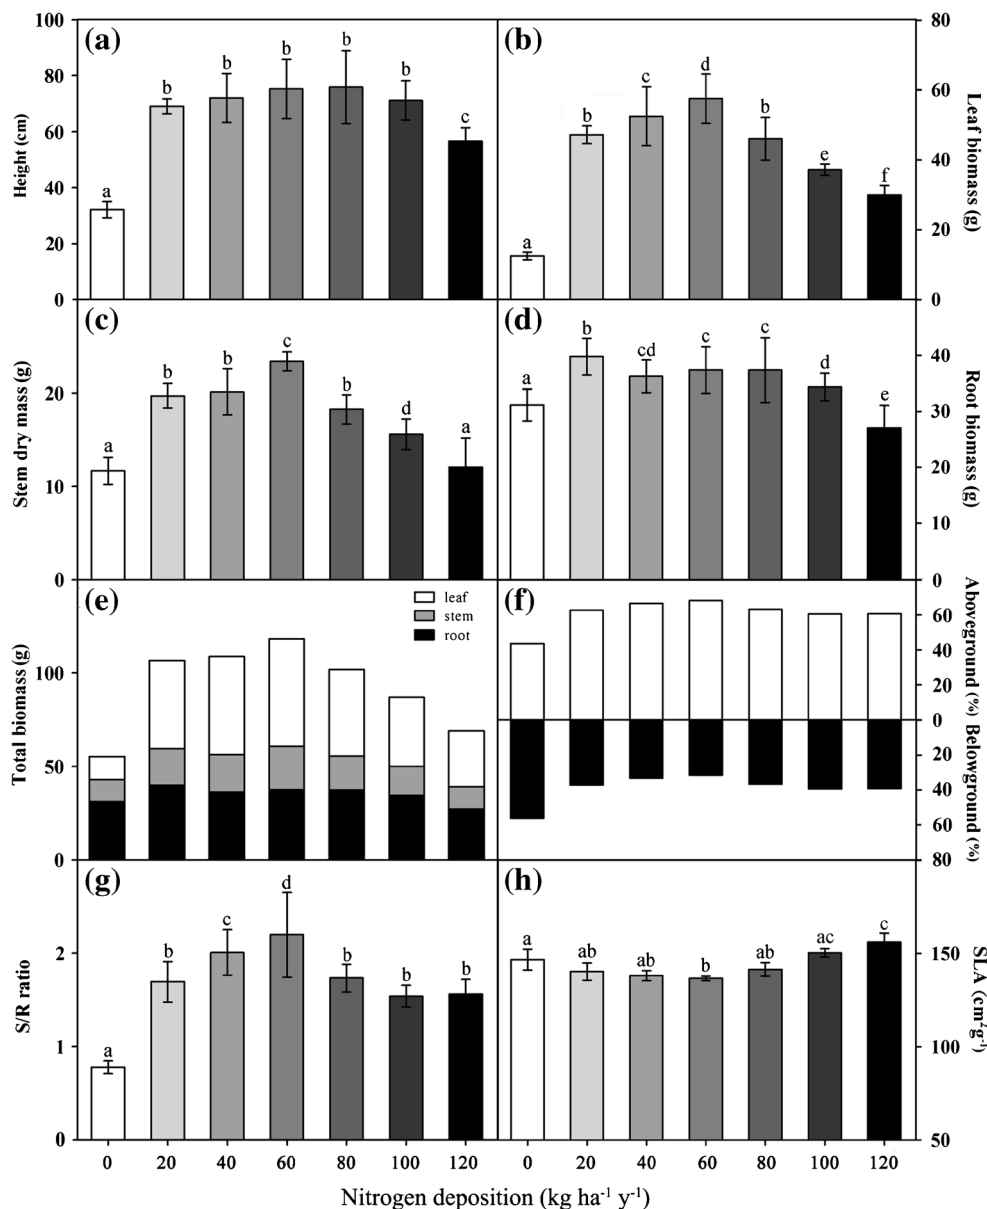 (a)
100
80
60
40
20
0
Height (cm)
a b b b b b c
(b)
80
60
40
20
0
Leaf biomass (g)
a b c d b e f
(c)
20
10
0
Stem dry mass (g)
a b b c b d a
(d)
40
30
20
10
0
Root biomass (g)
a b cd c c d e
(e)
100
50
0
Total biomass (g)
leaf
stem
root
(f)
60
40
20
0
20
40
60
80
Aboveground (%)
Belowground (%)
(g)
2
1
0
S/R ratio
a b c d b b b
(h)
150
100
50
SLA (cm²g⁻¹)
a ab ab b ab ac c
0 20 40 60 80 100 120
0 20 40 60 80 100 120
Nitrogen deposition (kg ha⁻¹ y⁻¹)